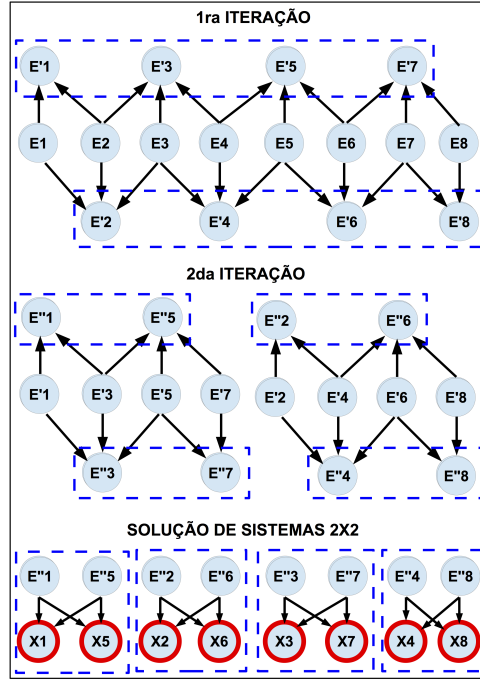 1ra ITERAÇÃO
E'1 E'3 E'5 E'7
E1 E2 E3 E4 E5 E6 E7 E8
E'2 E'4 E'6 E'8
2da ITERAÇÃO
E"1 E"5 E"2 E"6
E'1 E'3 E'5 E'7 E'2 E'4 E'6 E'8
E"3 E"7 E"4 E"8
SOLUÇÃO DE SISTEMAS 2X2
E"1 E"5 E"2 E"6 E"3 E"7 E"4 E"8
X1 X5 X2 X6 X3 X7 X4 X8